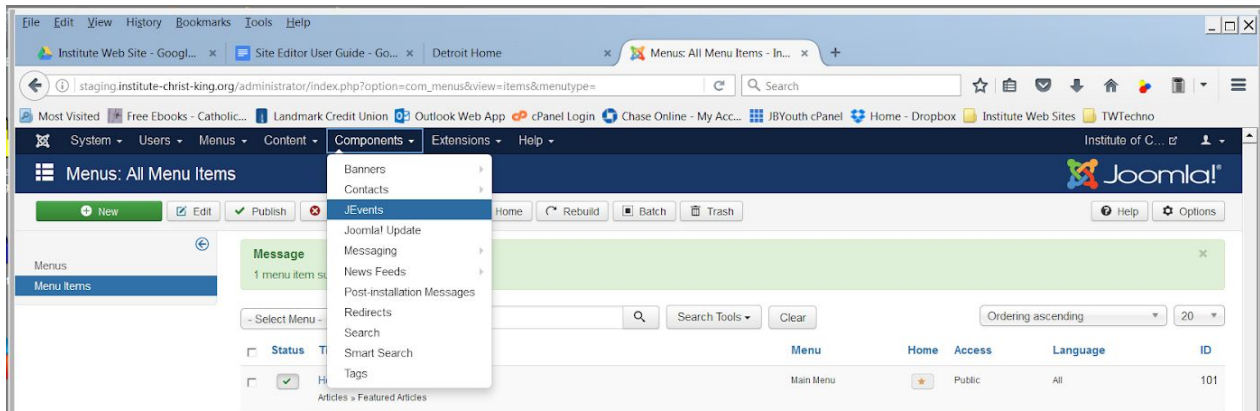 File Edit View History Bookmarks Tools Help
Institute Web Site - Googl... × Site Editor User Guide - Go... × Detroit Home × Menus: All Menu Items - In... × +
staging.institute-christ-king.org/administrator/index.php?option=com_menus&view=items&menutype= Search
Most Visited Free Ebooks - Catholic... Landmark Credit Union Outlook Web App cPanel Login Chase Online - My Acc... JBYouth cPanel Home - Dropbox Institute Web Sites TWTechno
System Users Menus Content Components Extensions Help Institute of C...
Menus: All Menu Items Joomla!
New Edit Publish Home Rebuild Batch Trash Help Options
Banners
Contacts
JEvents
Joomla! Update
Messaging
News Feeds
Post-installation Messages
Redirects
Search
Smart Search
Tags
Menus
Menu Items
Message ×
1 menu item su
- Select Menu - Search Tools Clear Ordering ascending 20
Status Ti Menu Home Access Language ID
Ho Main Menu Public All 101
Articles » Featured Articles